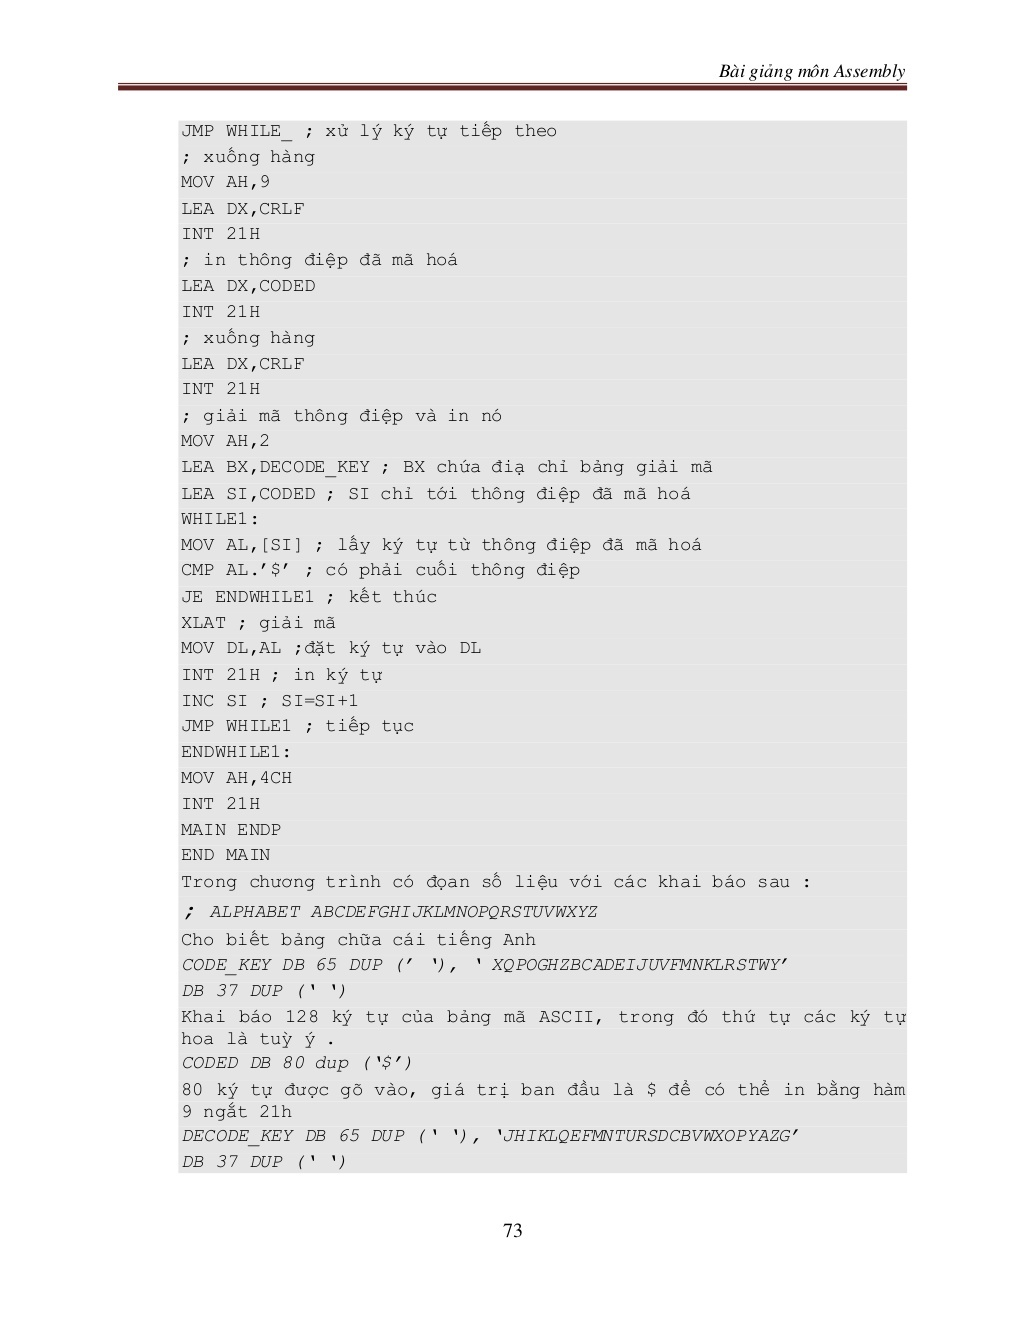 Bài giảng môn Assembly
JMP WHILE_ ; xử lý ký tự tiếp theo
; xuống hàng
MOV AH,9
LEA DX,CRLF
INT 21H
; in thông điệp đã mã hoá
LEA DX,CODED
INT 21H
; xuống hàng
LEA DX,CRLF
INT 21H
; giải mã thông điệp và in nó
MOV AH,2
LEA BX,DECODE_KEY ; BX chứa điạ chỉ bảng giải mã
LEA SI,CODED ; SI chỉ tới thông điệp đã mã hoá
WHILE1:
MOV AL,[SI] ; lấy ký tự từ thông điệp đã mã hoá
CMP AL.’$’ ; có phải cuối thông điệp
JE ENDWHILE1 ; kết thúc
XLAT ; giải mã
MOV DL,AL ;đặt ký tự vào DL
INT 21H ; in ký tự
INC SI ; SI=SI+1
JMP WHILE1 ; tiếp tục
ENDWHILE1:
MOV AH,4CH
INT 21H
MAIN ENDP
END MAIN
Trong chương trình có đọan số liệu với các khai báo sau :
; ALPHABET ABCDEFGHIJKLMNOPQRSTUVWXYZ
Cho biết bảng chữa cái tiếng Anh
CODE_KEY DB 65 DUP (’ ‘), ‘ XQPOGHZBCADEIJUVFMNKLRSTWY’
DB 37 DUP (‘ ‘)
Khai báo 128 ký tự của bảng mã ASCII, trong đó thứ tự các ký tự
hoa là tuỳ ý .
CODED DB 80 dup (‘$’)
80 ký tự được gõ vào, giá trị ban đầu là $ để có thể in bằng hàm
9 ngắt 21h
DECODE_KEY DB 65 DUP (‘ ‘), ‘JHIKLQEFMNTURSDCBVWXOPYAZG’
DB 37 DUP (‘ ‘)
73